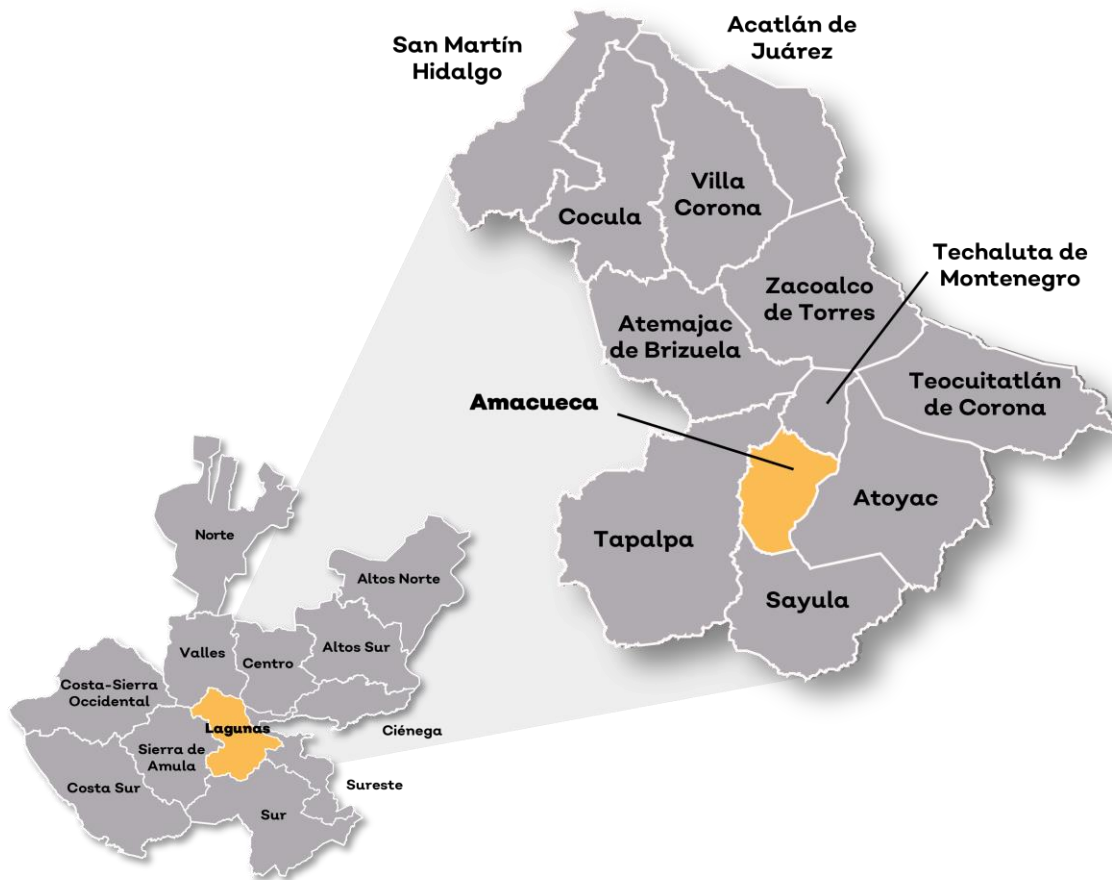 Acatlán de
Juárez
San Martín
Hidalgo
Villa
Corona
Cocula
Techaluta de
Montenegro
Zacoalco
de Torres
Atemajac
de Brizuela
Teocuitatlán
de Corona
Amacueca
Atoyac
Tapalpa
Sayula
Norte
Altos Norte
Altos Sur
Valles
Centro
Costa-Sierra
Occidental
Lagunas
Ciénega
Sierra de
Amula
Costa Sur
Sureste
Sur